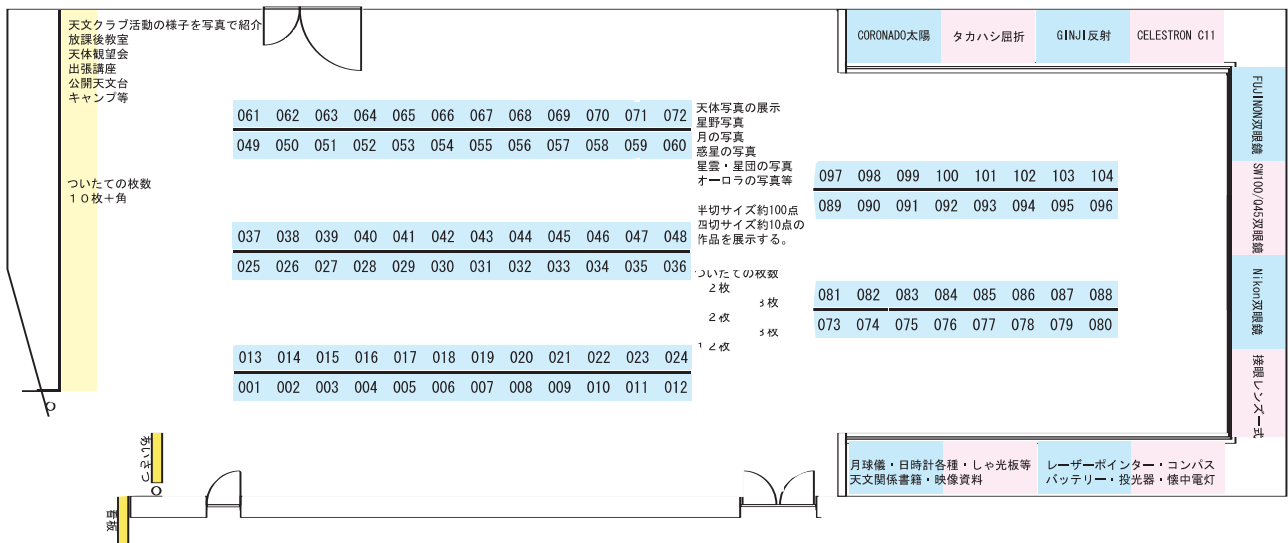 天文クラブ活動の様子を写真で紹介
放課後教室
天体観望会
出張講座
公開天文台
キャンプ等
ついたての枚数
１０枚＋角
061 062 063 064 065 066 067 068 069 070 071 072
049 050 051 052 053 054 055 056 057 058 059 060
037 038 039 040 041 042 043 044 045 046 047 048
025 026 027 028 029 030 031 032 033 034 035 036
013 014 015 016 017 018 019 020 021 022 023 024
001 002 003 004 005 006 007 008 009 010 011 012
天体写真の展示
星野写真
月の写真
惑星の写真
星雲・星団の写真
オーロラの写真等
半切サイズ約100点
四切サイズ約10点の
作品を展示する。
ついたての枚数
２枚
枚
２枚
枚
１２枚
097 098 099 100 101 102 103 104
089 090 091 092 093 094 095 096
081 082 083 084 085 086 087 088
073 074 075 076 077 078 079 080
CORONADO太陽
タカハシ屈折
GINJI反射
CELESTRON C11
FUJINON双眼鏡
SW100/Q45双眼鏡
Nikon双眼鏡
接眼レンズ一式
月球儀・日時計各種・しゃ光板等
天文関係書籍・映像資料
レーザーポインター・コンパス
バッテリー・投光器・懐中電灯
あいさつ
看板